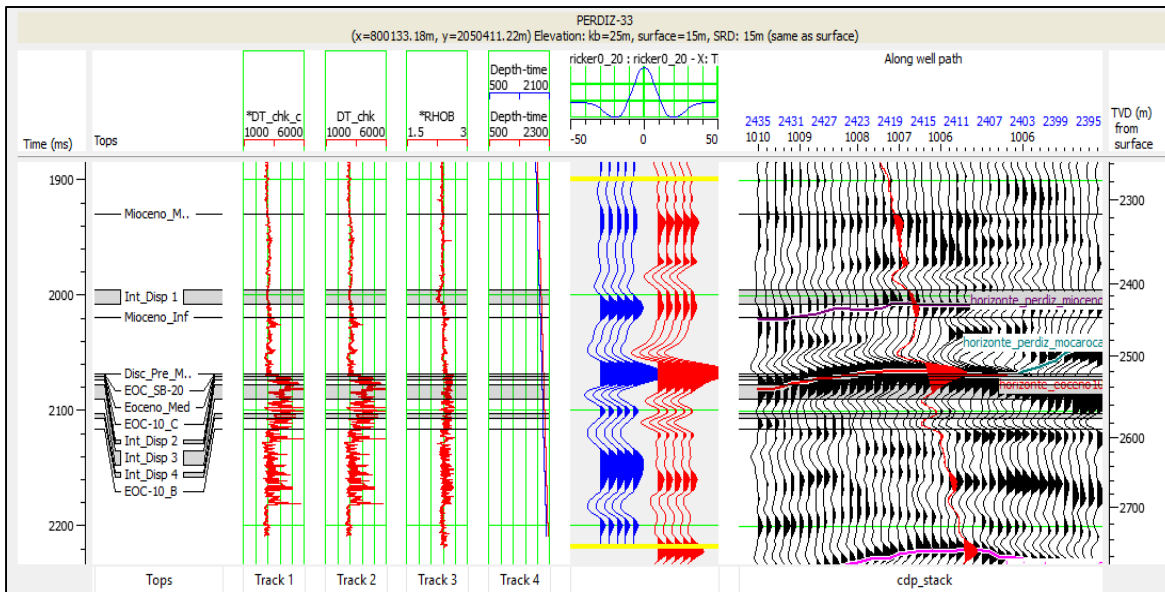 PERDIZ-33
(x=800133.18m, y=2050411.22m) Elevation: kb=25m, surface=15m, SRD: 15m (same as surface)
ricker0_20 : ricker0_20 - X: T
Along well path
Depth-time
500 2100
*DT_chk_c DT_chk *RHOB Depth-time
1000 6000 1000 6000 1.5 3 500 2300
-50 0 50
2435 2431 2427 2423 2419 2415 2411 2407 2403 2399 2395
1010 1009 1008 1007 1006 1006
TVD (m)
from
surface
Time (ms) Tops
1900
2300
Mioceno_M..
2400
2000
Int_Disp 1
horizonte_perdiz_mioceno
Mioceno_Inf
horizonte_perdiz_mocaroca
2500
Disc_Pre_M..
EOC_SB-20
horizonte_eoceno10
Eoceno_Med
2100
EOC-10_C
Int_Disp 2
2600
Int_Disp 3
Int_Disp 4
EOC-10_B
2700
2200
Tops Track 1 Track 2 Track 3 Track 4 cdp_stack